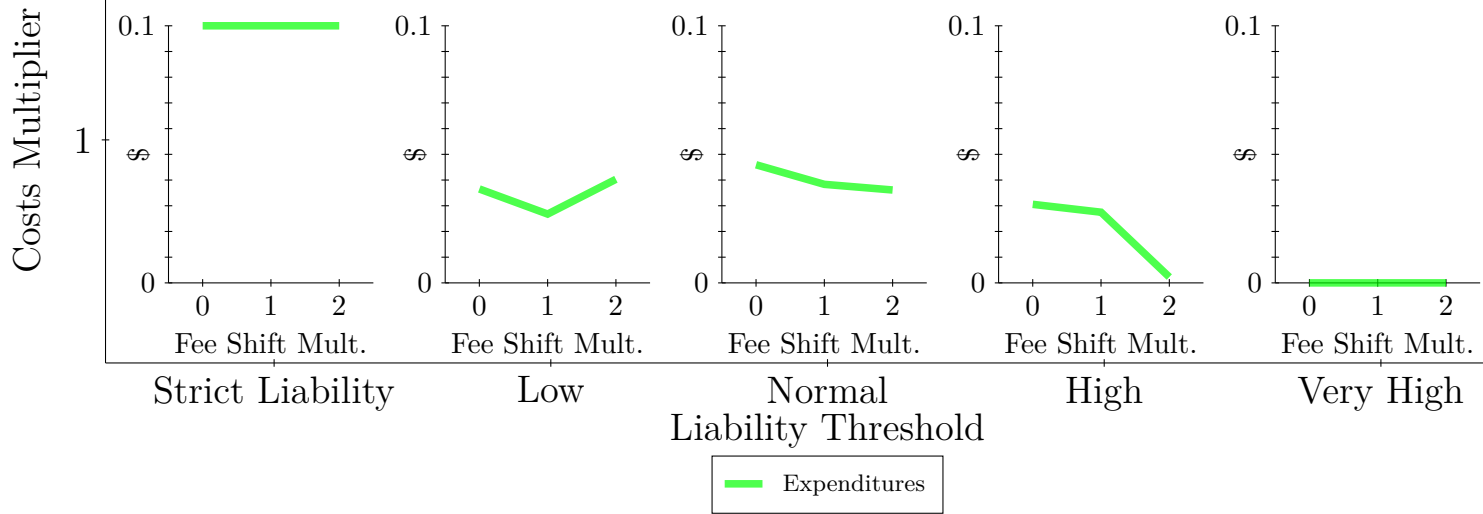 Costs Multiplier
1
0.1 0.1 0.1 0.1 0.1
$ $ $ $ $
0 0 0 0 0
0 1 2 0 1 2 0 1 2 0 1 2 0 1 2
Fee Shift Mult. Fee Shift Mult. Fee Shift Mult. Fee Shift Mult. Fee Shift Mult.
Strict Liability Low Normal High Very High
Liability Threshold
Expenditures